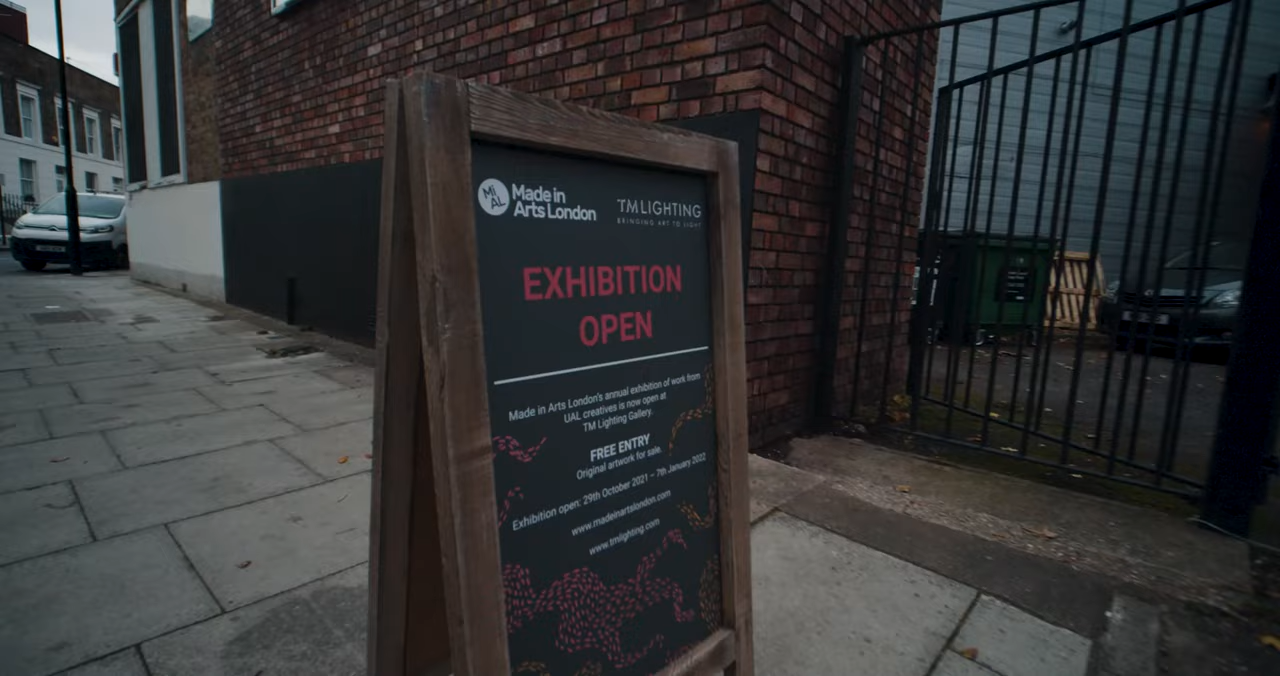 MiAL
Made in
Arts London
TM LIGHTING
BRINGING ART TO LIGHT
EXHIBITION
OPEN
Made in Arts London's annual exhibition of work from
UAL creatives is now open at
TM Lighting Gallery.
FREE ENTRY
Original artwork for sale.
Exhibition open: 29th October 2021 – 7th January 2022
www.madeinartslondon.com
www.tmlighting.com